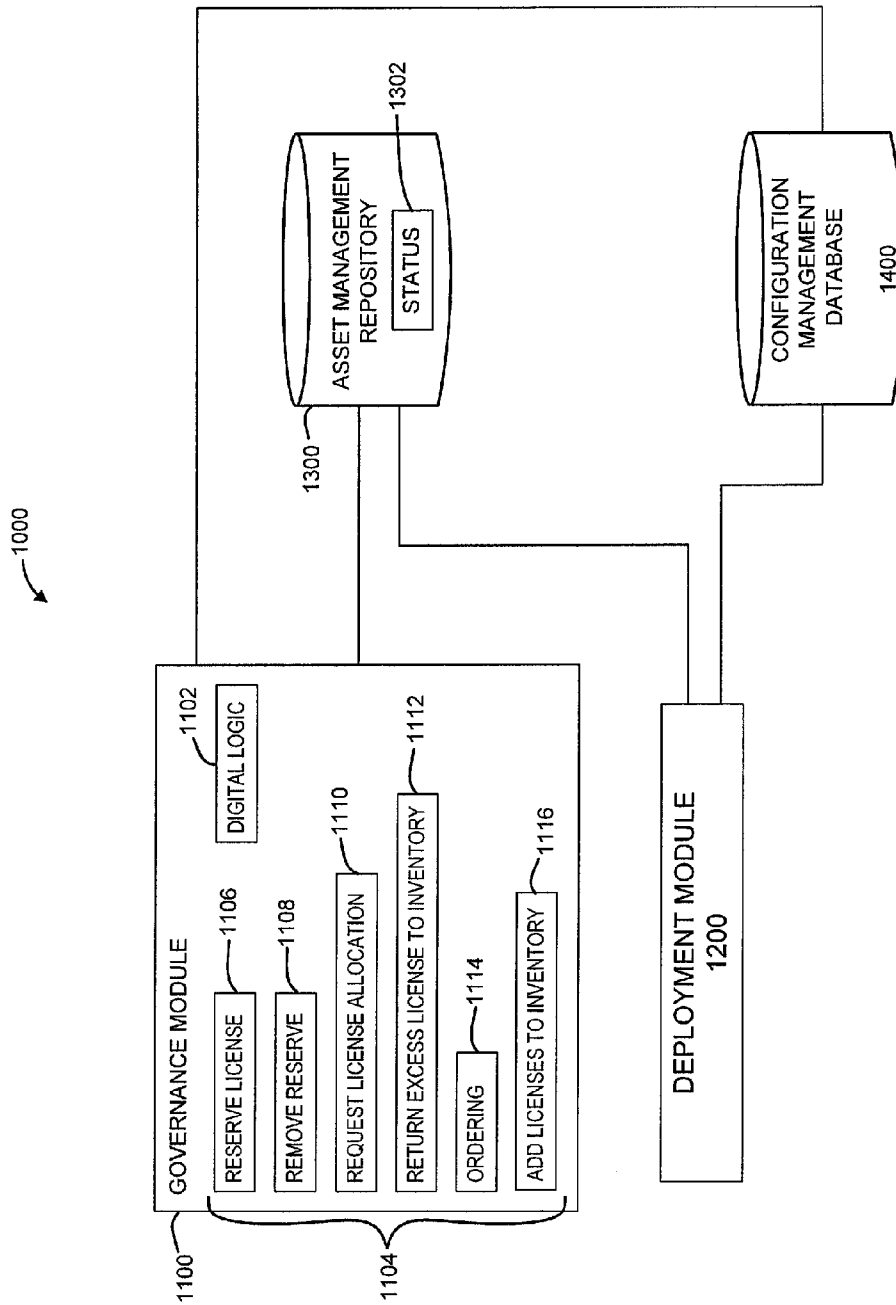 1000
GOVERNANCE MODULE
1100
1102
DIGITAL LOGIC
1104
RESERVE LICENSE
1106
REMOVE RESERVE
1108
REQUEST LICENSE ALLOCATION
1110
RETURN EXCESS LICENSE TO INVENTORY
1112
ORDERING
1114
ADD LICENSES TO INVENTORY
1116
1300
ASSET MANAGEMENT
REPOSITORY
STATUS
1302
DEPLOYMENT MODULE
1200
CONFIGURATION
MANAGEMENT
DATABASE
1400